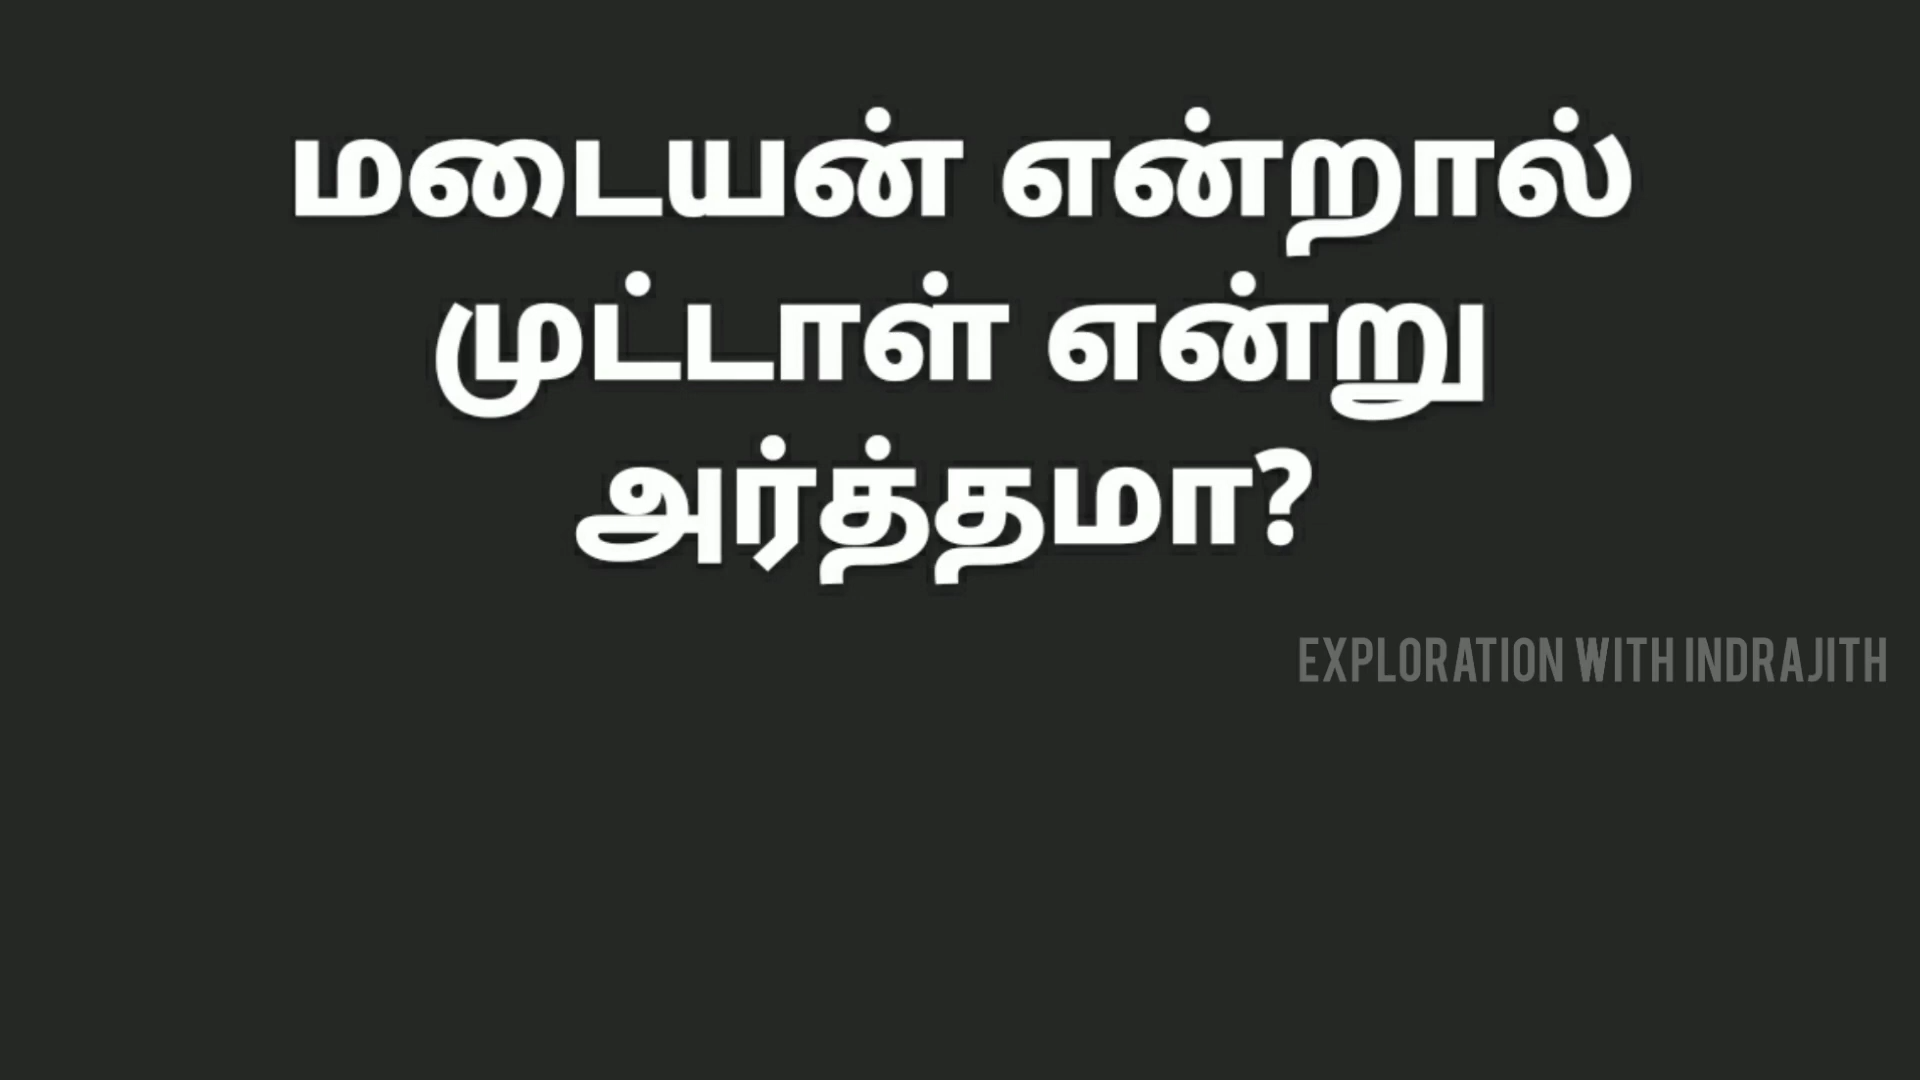 மடையன் என்றால்
முட்டாள் என்று
அர்த்தமா?
EXPLORATION WITH INDRAJITH